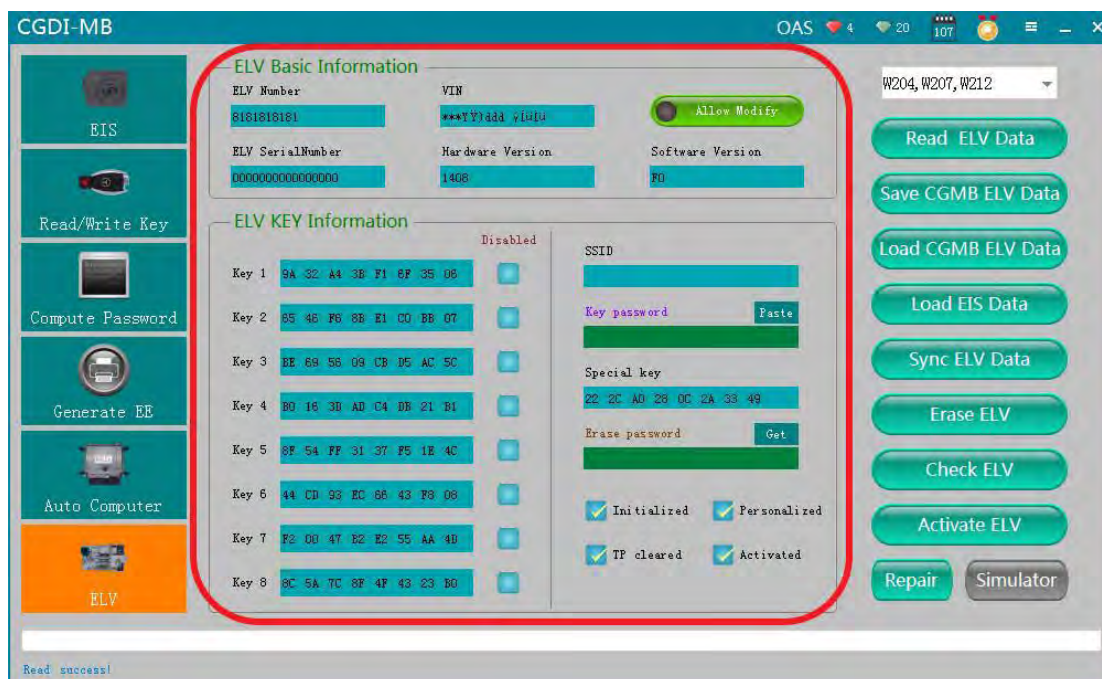 CGDI-MB
OAS 4 20 107
EIS
Read/Write Key
Compute Password
Generate EE
Auto Computer
ELV
ELV Basic Information
ELV Number
VIN
8181818181
Allow Modify
ELV SerialNumber
Hardware Version
Software Version
0000000000000000
1408
F0
ELV KEY Information
Disabled
Key 1 9A 32 A4 3B F1 6F 35 06
Key 2 65 46 F6 8B E1 C0 BB 07
Key 3 BE 69 56 09 CB D5 AC 5C
Key 4 B0 16 3D AD C4 DB 21 B1
Key 5 8F 54 FF 31 37 F5 1E 4C
Key 6 44 CD 93 EC 66 43 F8 06
Key 7 F2 08 47 B2 E2 55 AA 4D
Key 8 8C 5A 7C 8F 4F 43 23 B0
SSID
Key password
Paste
Special key
22 2C A0 28 0C 2A 33 49
Erase password
Get
Initialized
Personalized
TP cleared
Activated
W204,W207,W212
Read ELV Data
Save CGMB ELV Data
Load CGMB ELV Data
Load EIS Data
Sync ELV Data
Erase ELV
Check ELV
Activate ELV
Repair
Simulator
Read success!